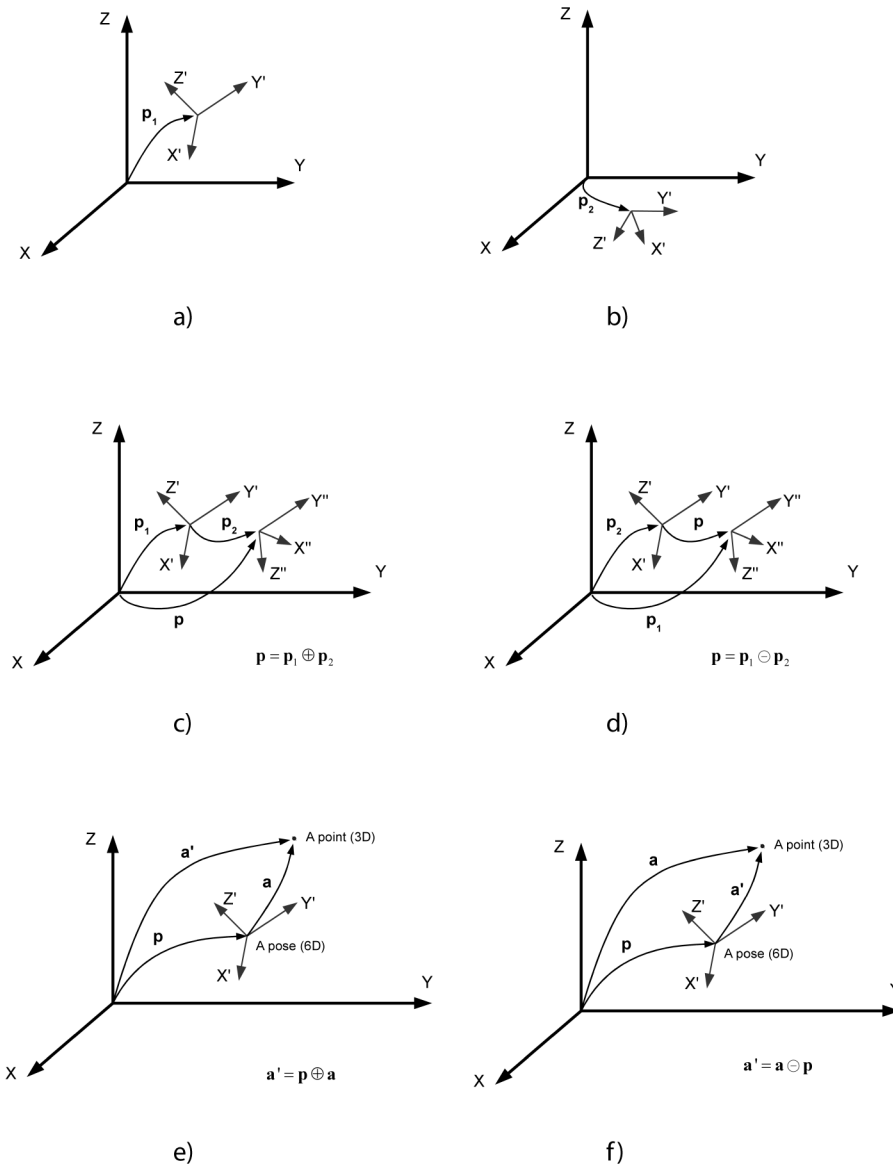 Z
Z'
Y'
p1
X'
Y
X
a)
Z
Y
p2
Y'
Z'
X'
X
b)
Z
Z'
Y'
Y''
p1
p2
X'
X''
Z''
Y
p
X
p = p1 ⊕ p2
c)
Z
Z'
Y'
Y''
p2
p
X'
X''
Z''
Y
p1
X
p = p1 ⊖ p2
d)
Z
A point (3D)
a'
a
Z'
Y'
p
A pose (6D)
X'
Y
X
a' = p ⊕ a
e)
Z
A point (3D)
a
a'
Z'
Y'
p
A pose (6D)
X'
Y
X
a' = a ⊖ p
f)